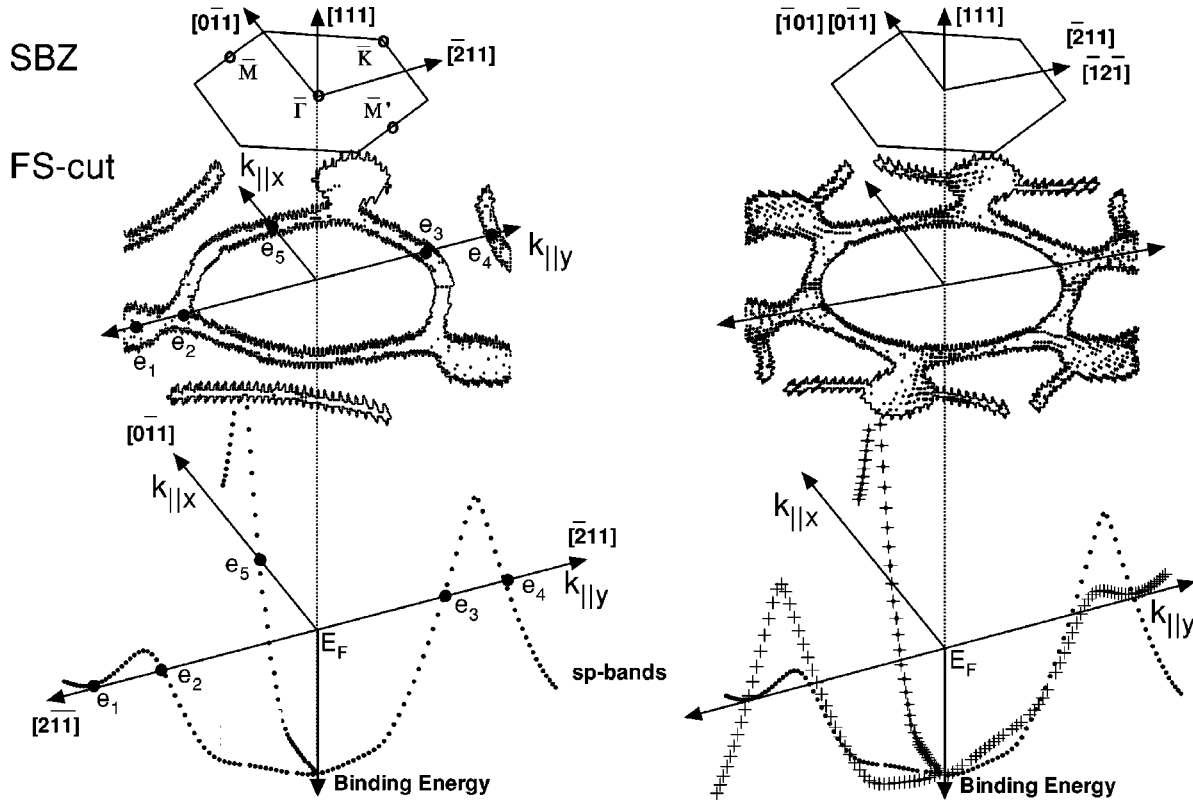 [01̅1] [111]
SBZ
K̅
[2̅11]
M̅
Γ̅
M̅'
FS-cut
k||x
e5
e3
e4
k||y
e1
e2
[01̅1]
k||x
[2̅11]
k||y
e5
e4
e3
EF
e2
e1
sp-bands
[21̅1̅]
Binding Energy
[1̅01] [01̅1] [111]
[2̅11]
[1̅21̅]
k||x
k||y
EF
Binding Energy